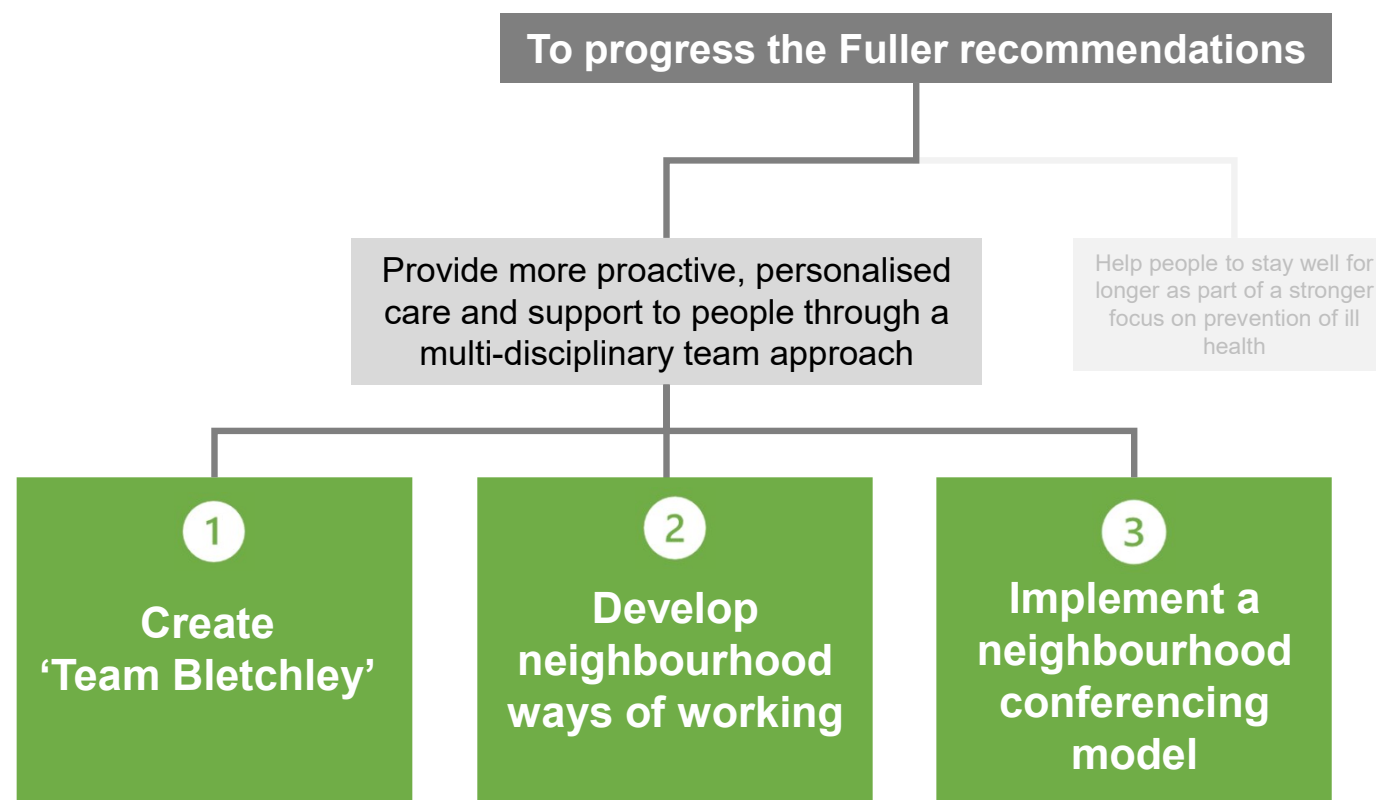 To progress the Fuller recommendations
Provide more proactive, personalised
care and support to people through a
multi-disciplinary team approach
Help people to stay well for
longer as part of a stronger
focus on prevention of ill
health
1
Create
‘Team Bletchley’
2
Develop
neighbourhood
ways of working
3
Implement a
neighbourhood
conferencing
model